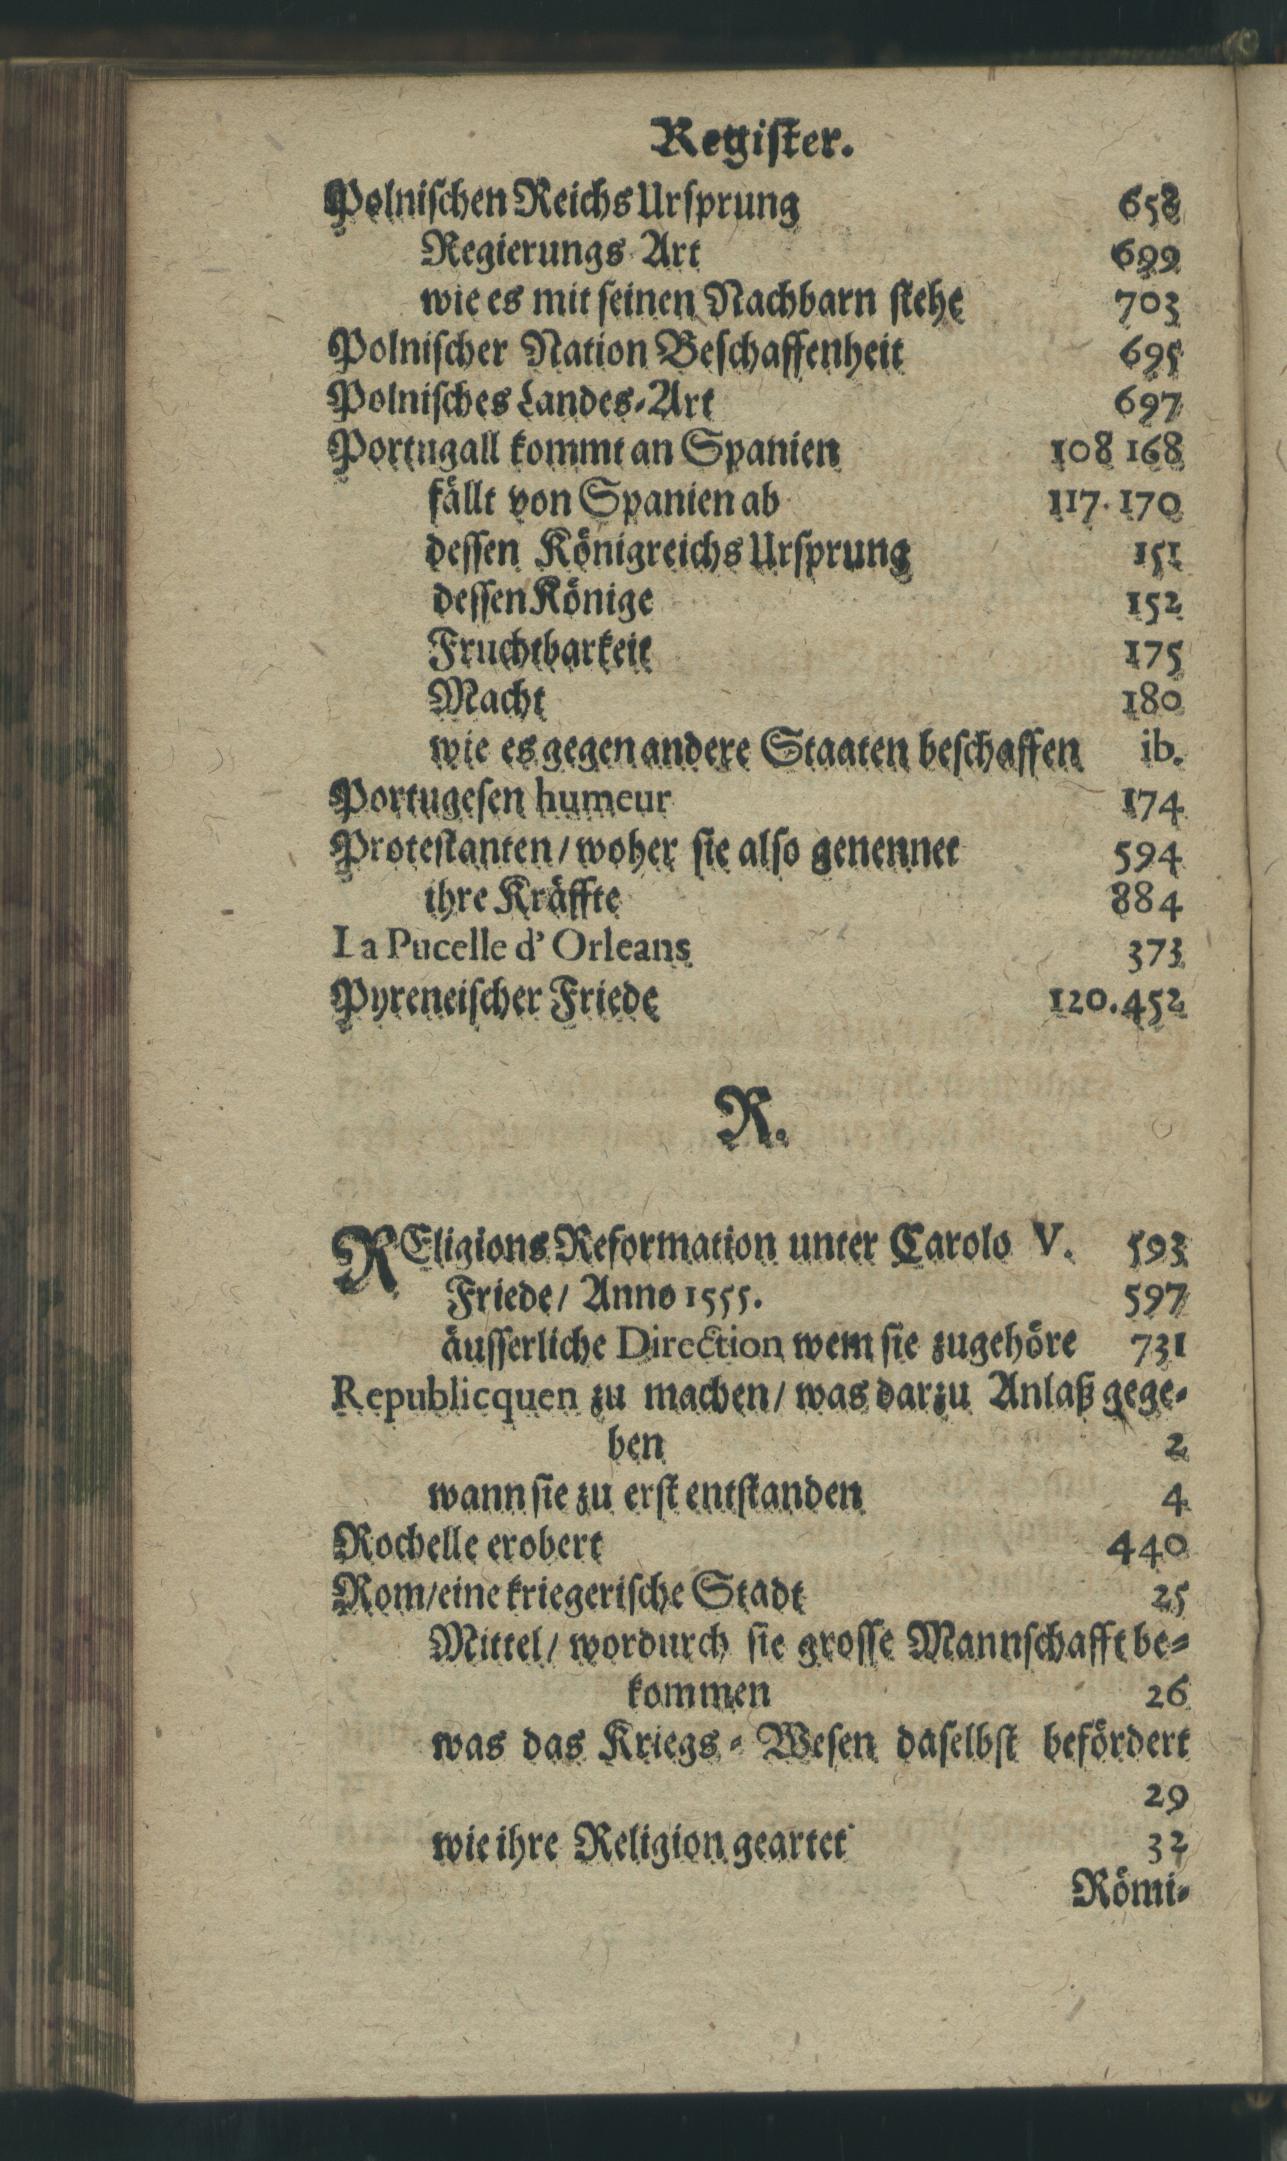 Register.
Polnischen Reichs Ursprung 658
Regierungs Art 699
wie es mit seinen Nachbarn stehe 703
Polnischer Nation Beschaffenheit 695
Polnisches Landes-Art 697
Portugall kommt an Spanien 108 168
fällt von Spanien ab 117. 170
dessen Königreichs Ursprung 151
dessen Könige 152
Fruchtbarkeit 175
Macht 180
wie es gegen andere Staaten beschaffen ib.
Portugesen humeur 174
Protestanten/ woher sie also genennet 594
ihre Kräffte 884
La Pucelle d' Orleans 373
Pyreneischer Friede 120. 452
R.
REligions Reformation unter Carolo V. 593
Friede/ Anno 1555. 597
äusserliche Direction wem sie zugehöre 731
Republicquen zu machen/ was darzu Anlaß gege-
ben 2
wann sie zu erst entstanden 4
Rochelle erobert 440
Rom/ eine kriegerische Stadt 25
Mittel/ wordurch sie grosse Mannschafft be-
kommen 26
was das Kriegs-Wesen daselbst befördert
29
wie ihre Religion geartet 32
Römi-